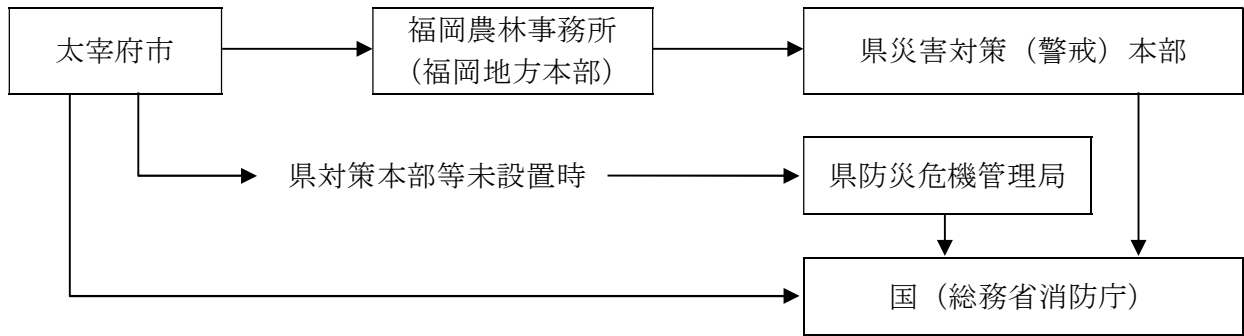 太宰府市
福岡農林事務所
（福岡地方本部）
県災害対策（警戒）本部
県対策本部等未設置時
県防災危機管理局
国（総務省消防庁）